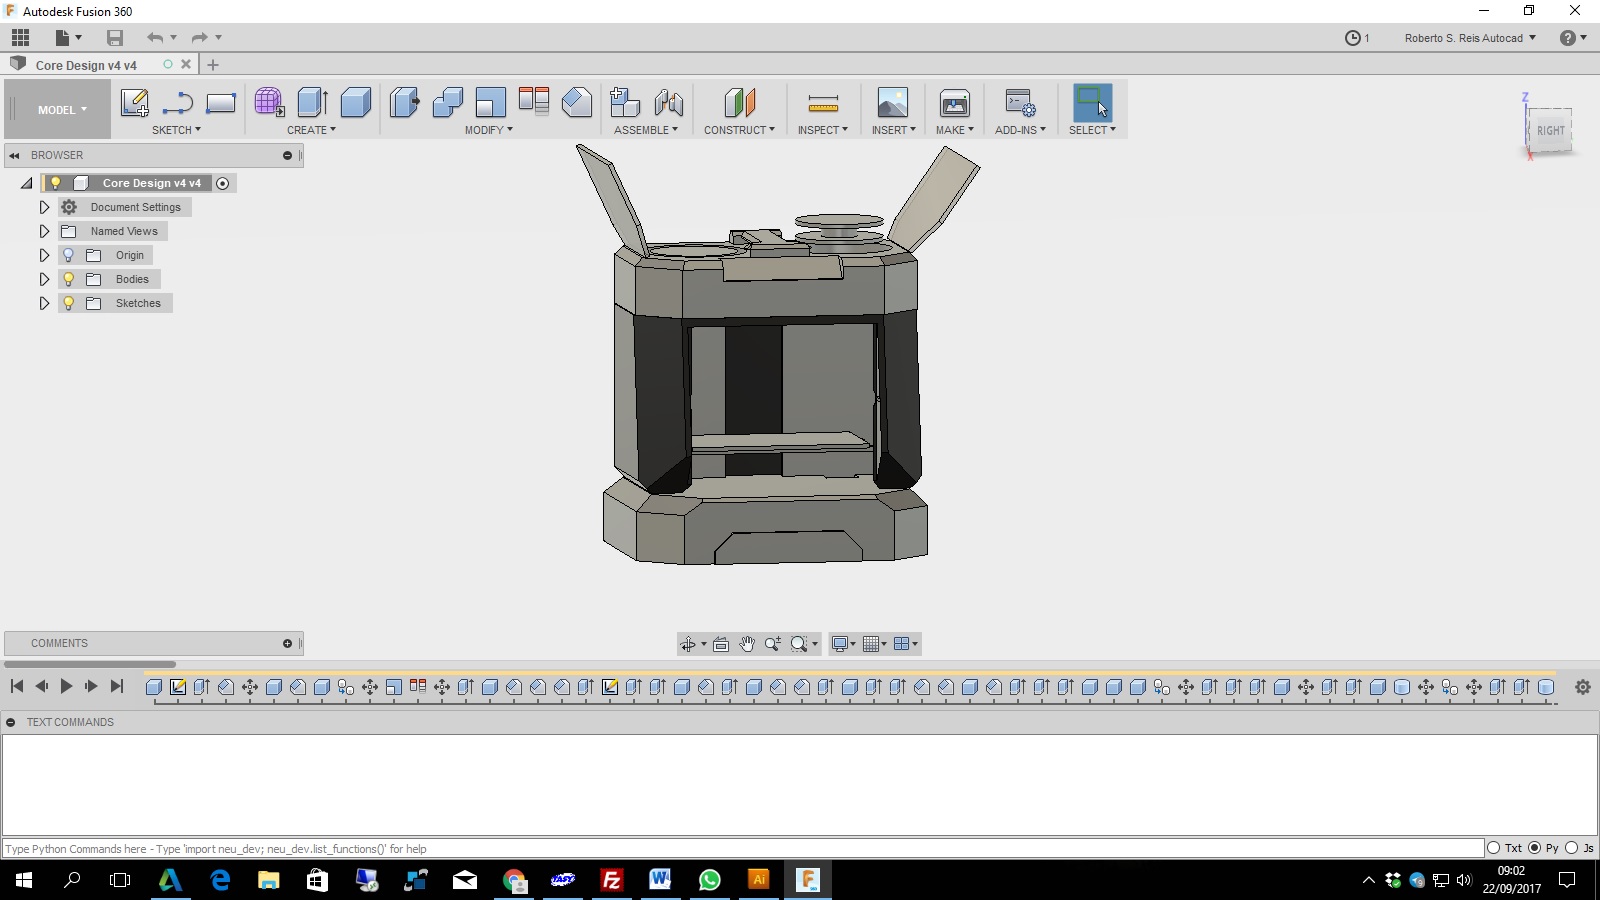 Autodesk Fusion 360
1
Roberto S. Reis Autocad
Core Design v4 v4
MODEL
SKETCH
CREATE
MODIFY
ASSEMBLE
CONSTRUCT
INSPECT
INSERT
MAKE
ADD-INS
SELECT
Z
RIGHT
X
BROWSER
Core Design v4 v4
Document Settings
Named Views
Origin
Bodies
Sketches
COMMENTS
TEXT COMMANDS
Type Python Commands here - Type 'import neu_dev; neu_dev.list_functions()' for help
Txt Py Js
09:02
22/09/2017